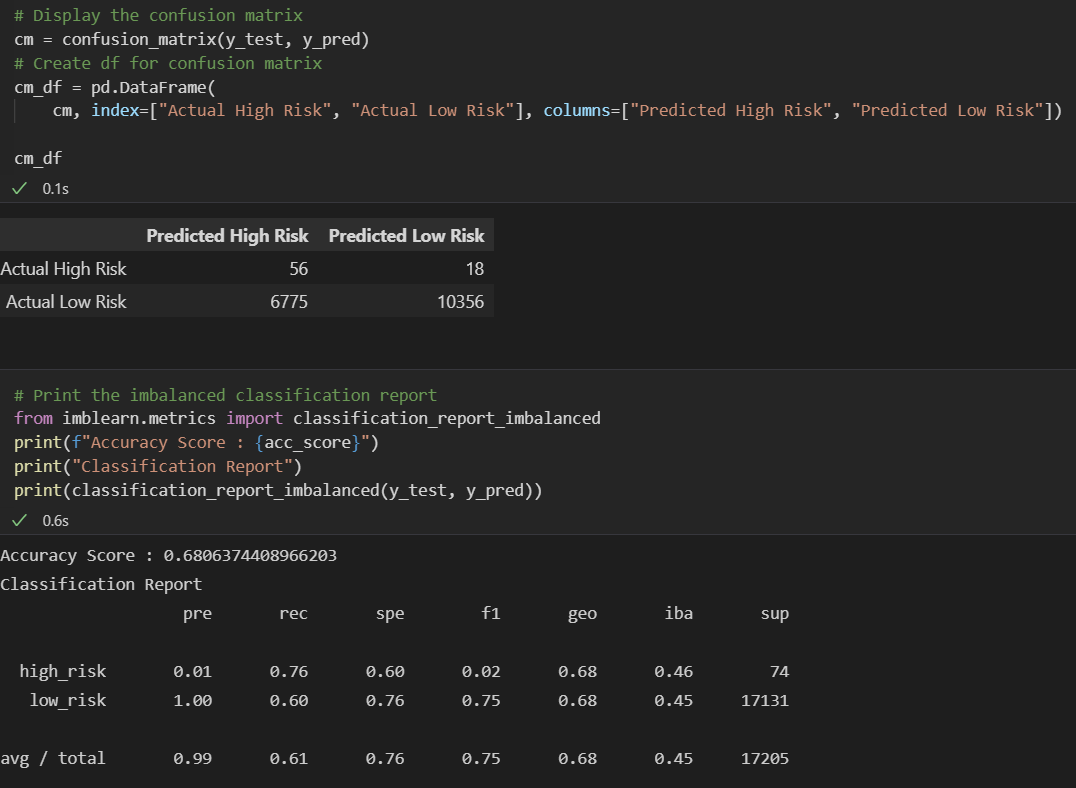 # Display the confusion matrix
cm = confusion_matrix(y_test, y_pred)
# Create df for confusion matrix
cm_df = pd.DataFrame(
    cm, index=["Actual High Risk", "Actual Low Risk"], columns=["Predicted High Risk", "Predicted Low Risk"])
cm_df
0.1s
Predicted High Risk Predicted Low Risk
Actual High Risk 56 18
Actual Low Risk 6775 10356
# Print the imbalanced classification report
from imblearn.metrics import classification_report_imbalanced
print(f"Accuracy Score : {acc_score}")
print("Classification Report")
print(classification_report_imbalanced(y_test, y_pred))
0.6s
Accuracy Score : 0.6806374408966203
Classification Report
pre rec spe f1 geo iba sup
high_risk 0.01 0.76 0.60 0.02 0.68 0.46 74
low_risk 1.00 0.60 0.76 0.75 0.68 0.45 17131
avg / total 0.99 0.61 0.76 0.75 0.68 0.45 17205